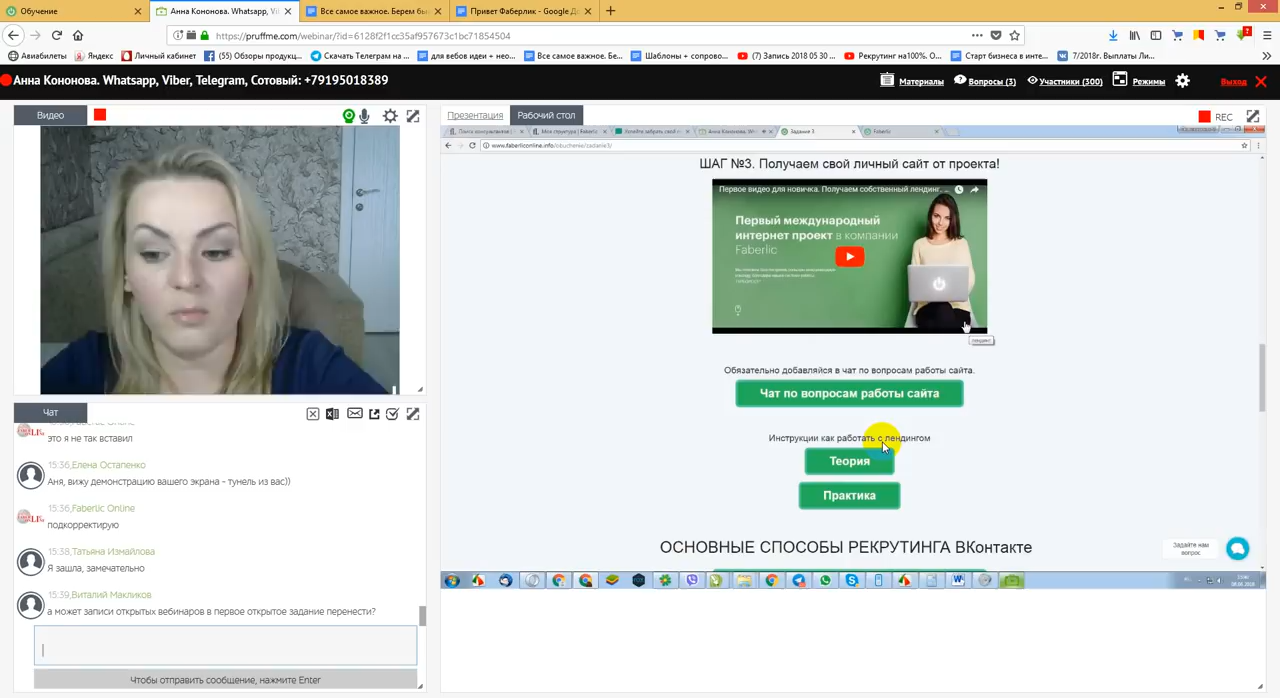 Обучение
Анна Кононова. Whatsapp, Vi
Все самое важное. Берем бы
Привет Фаберлик - Google Д
https://pruffme.com/webinar/?id=6128f2f1cc35af957673c1bc71854504
Авиабилеты
Яндекс
Личный кабинет
(55) Обзоры продукц...
Скачать Телеграм на ...
для вебов идеи + нео...
Все самое важное. Бе...
Шаблоны + сопрово...
(7) Запись 2018 05 30 ...
Рекрутинг на100%. О...
Старт бизнеса в инте...
7/2018г. Выплаты Ли...
Анна Кононова. Whatsapp, Viber, Telegram, Сотовый: +79195018389
Материалы
Вопросы (3)
Участники (300)
Режимы
Выход
Видео
Презентация
Рабочий стол
REC
www.faberliconline.info/obuchenie/zadanie3/
ШАГ №3. Получаем свой личный сайт от проекта!
Первое видео для новичка. Получаем собственный лендинг. ...
Первый международный
интернет проект в компании
Faberlic
Обязательно добавляйся в чат по вопросам работы сайта.
Чат по вопросам работы сайта
Инструкции как работать с лендингом
Теория
Практика
ОСНОВНЫЕ СПОСОБЫ РЕКРУТИНГА ВКонтакте
Задайте нам
вопрос
Чат
это я не так вставил
15:36,Елена Остапенко
Аня, вижу демонстрацию вашего экрана - тунель из вас))
15:36,Faberlic Online
подкорректирую
15:38,Татьяна Измайлова
Я зашла, замечательно
15:39,Виталий Макликов
а может записи открытых вебинаров в первое открытое задание перенести?
Чтобы отправить сообщение, нажмите Enter